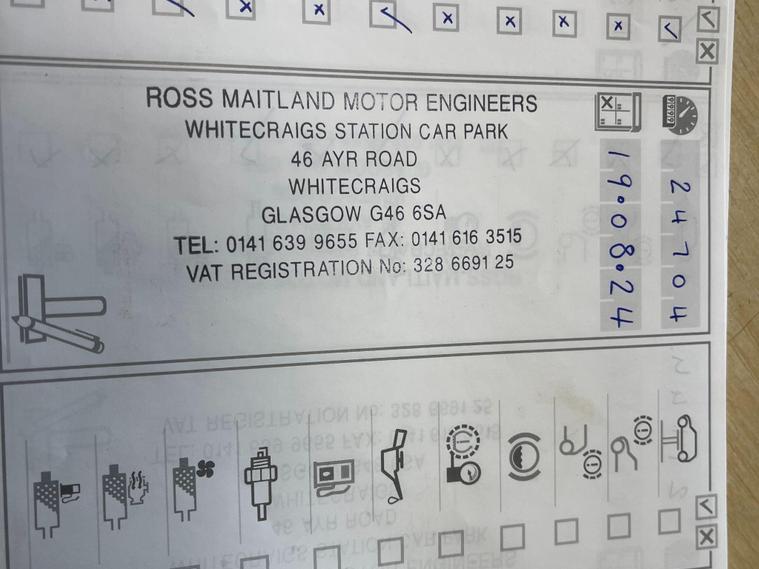 ROSS MAITLAND MOTOR ENGINEERS
WHITECRAIGS STATION CAR PARK
46 AYR ROAD
WHITECRAIGS
GLASGOW G46 6SA
TEL: 0141 639 9655 FAX: 0141 616 3515
VAT REGISTRATION No: 328 6691 25
24704
19.08.24